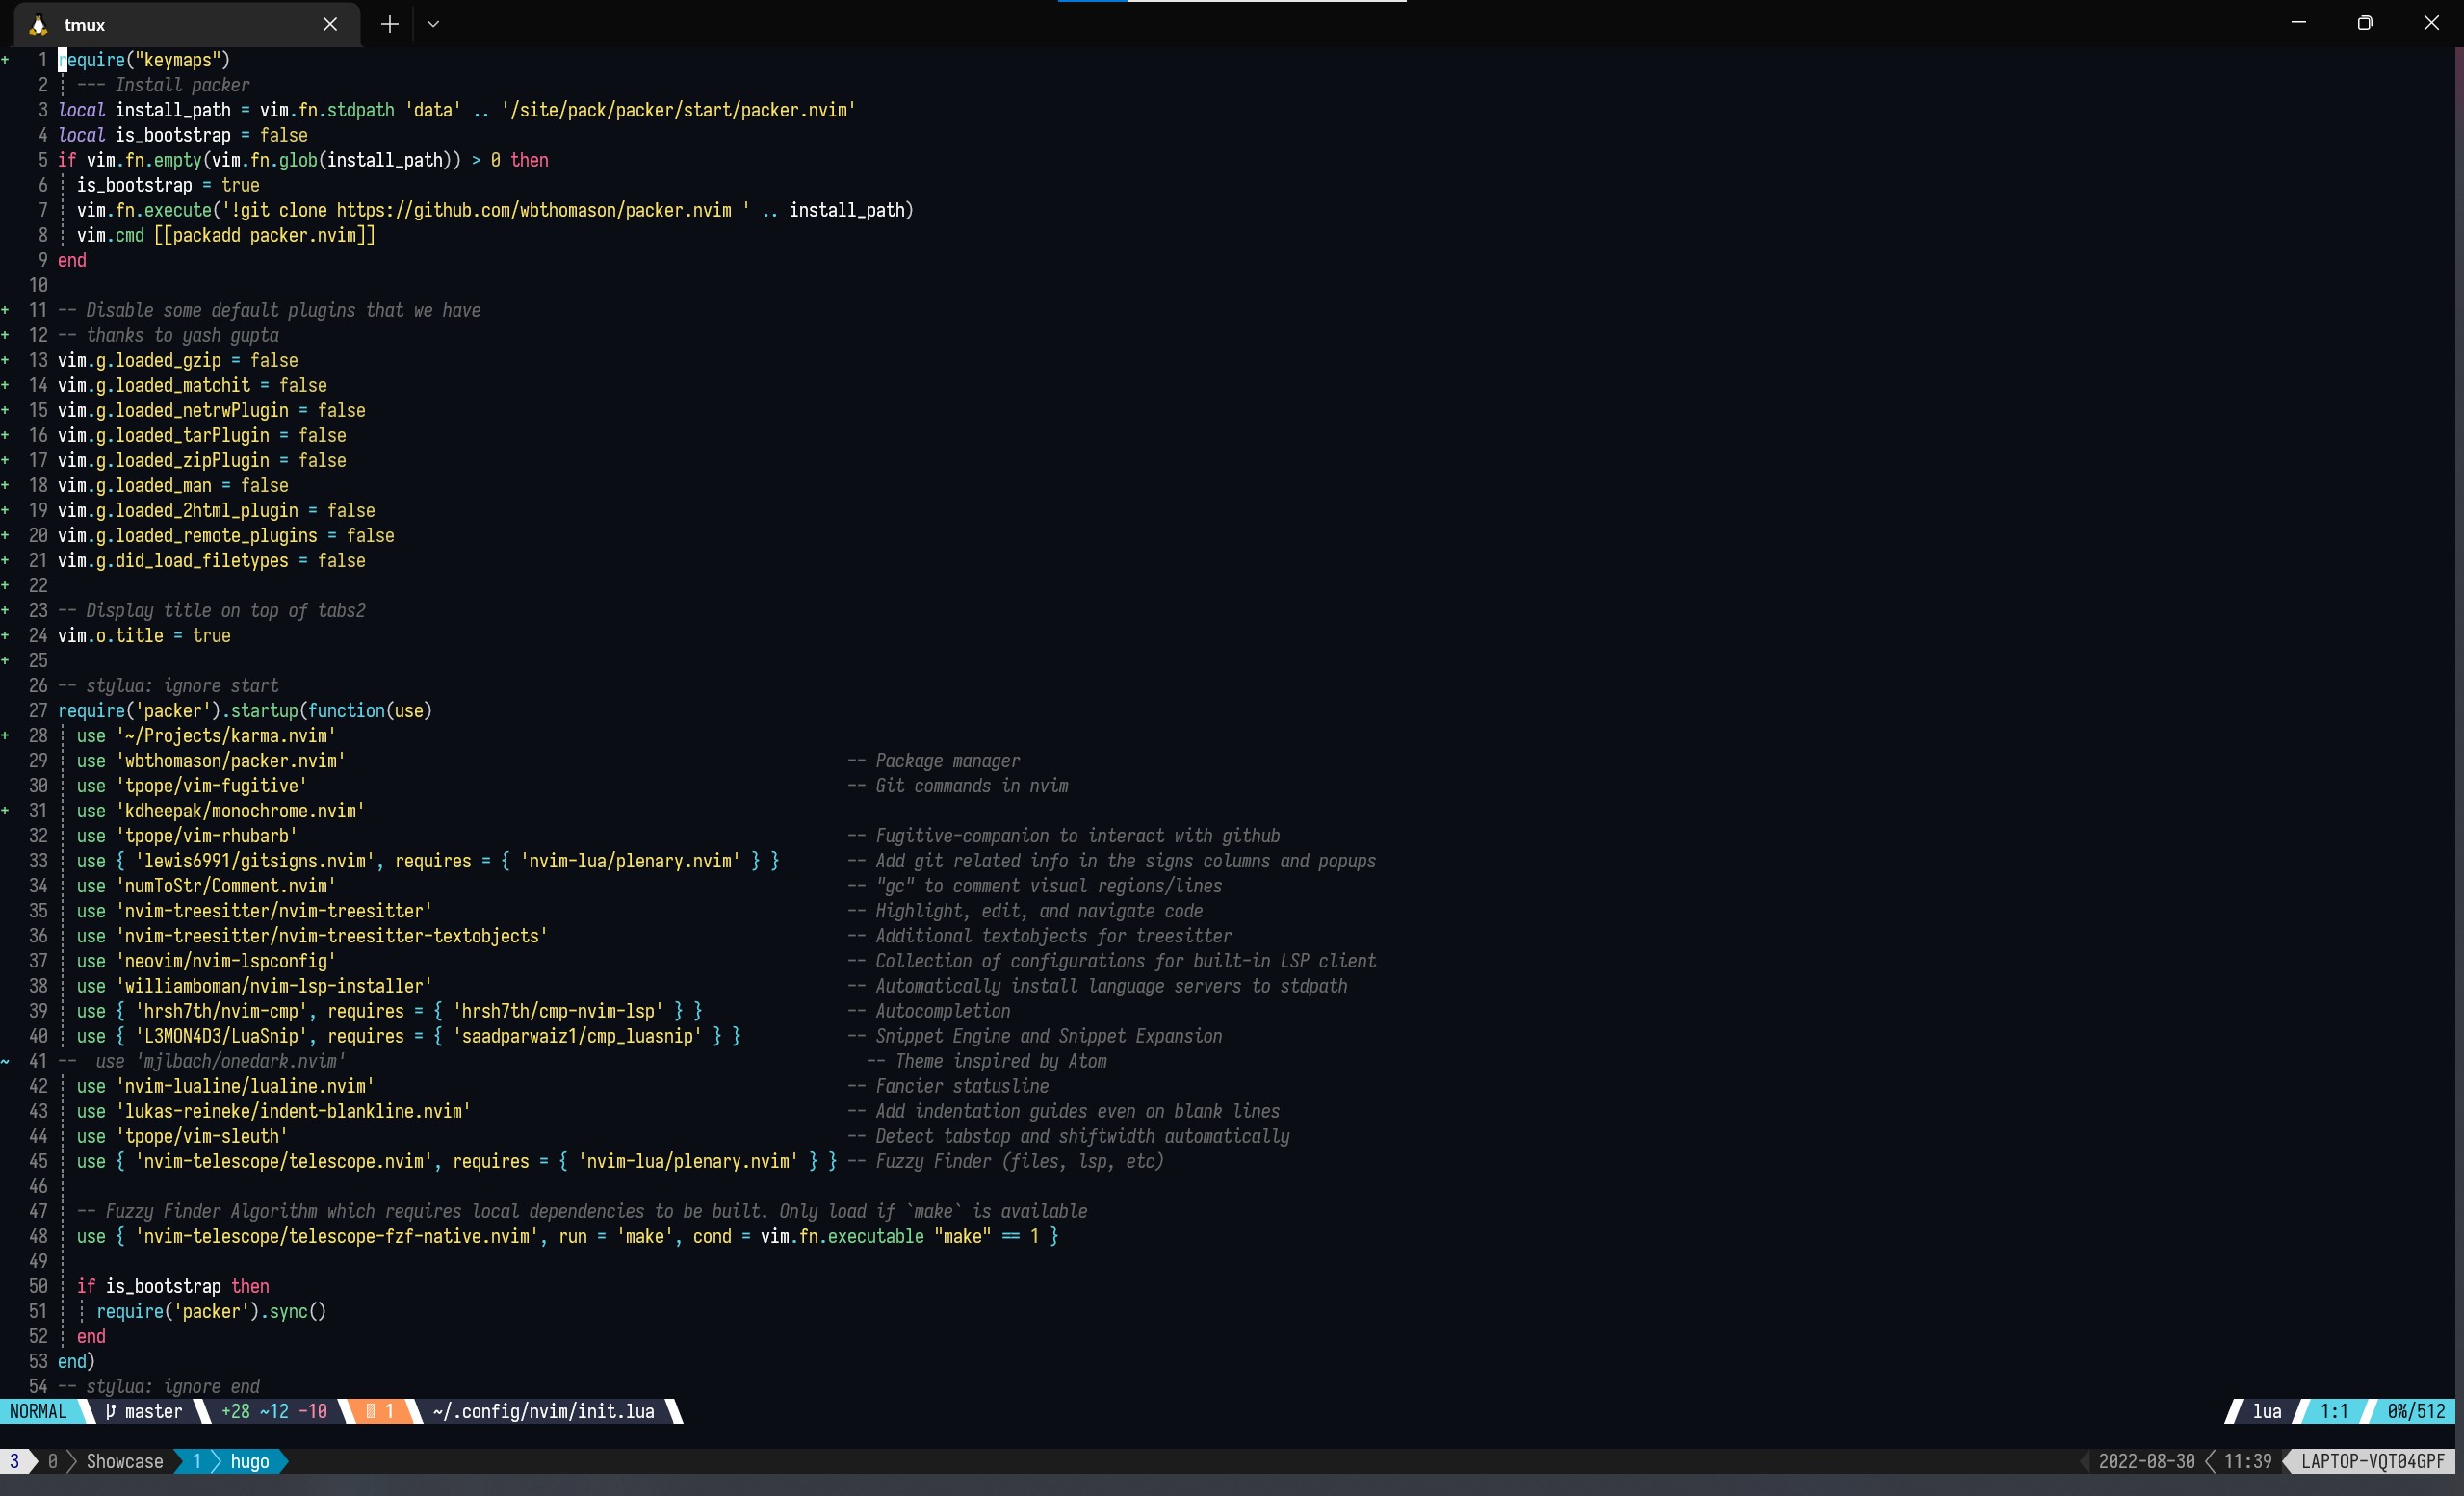 tmux
+ 1 require("keymaps")
2 --- Install packer
3 local install_path = vim.fn.stdpath 'data' .. '/site/pack/packer/start/packer.nvim'
4 local is_bootstrap = false
5 if vim.fn.empty(vim.fn.glob(install_path)) > 0 then
6 is_bootstrap = true
7 vim.fn.execute('!git clone https://github.com/wbthomason/packer.nvim ' .. install_path)
8 vim.cmd [[packadd packer.nvim]]
9 end
10
+ 11 -- Disable some default plugins that we have
+ 12 -- thanks to yash gupta
+ 13 vim.g.loaded_gzip = false
+ 14 vim.g.loaded_matchit = false
+ 15 vim.g.loaded_netrwPlugin = false
+ 16 vim.g.loaded_tarPlugin = false
+ 17 vim.g.loaded_zipPlugin = false
+ 18 vim.g.loaded_man = false
+ 19 vim.g.loaded_2html_plugin = false
+ 20 vim.g.loaded_remote_plugins = false
+ 21 vim.g.did_load_filetypes = false
+ 22
+ 23 -- Display title on top of tabs2
+ 24 vim.o.title = true
+ 25
26 -- stylua: ignore start
27 require('packer').startup(function(use)
+ 28 use '~/Projects/karma.nvim'
29 use 'wbthomason/packer.nvim' -- Package manager
30 use 'tpope/vim-fugitive' -- Git commands in nvim
+ 31 use 'kdheepak/monochrome.nvim'
32 use 'tpope/vim-rhubarb' -- Fugitive-companion to interact with github
33 use { 'lewis6991/gitsigns.nvim', requires = { 'nvim-lua/plenary.nvim' } } -- Add git related info in the signs columns and popups
34 use 'numToStr/Comment.nvim' -- "gc" to comment visual regions/lines
35 use 'nvim-treesitter/nvim-treesitter' -- Highlight, edit, and navigate code
36 use 'nvim-treesitter/nvim-treesitter-textobjects' -- Additional textobjects for treesitter
37 use 'neovim/nvim-lspconfig' -- Collection of configurations for built-in LSP client
38 use 'williamboman/nvim-lsp-installer' -- Automatically install language servers to stdpath
39 use { 'hrsh7th/nvim-cmp', requires = { 'hrsh7th/cmp-nvim-lsp' } } -- Autocompletion
40 use { 'L3MON4D3/LuaSnip', requires = { 'saadparwaiz1/cmp_luasnip' } } -- Snippet Engine and Snippet Expansion
~ 41 -- use 'mjlbach/onedark.nvim' -- Theme inspired by Atom
42 use 'nvim-lualine/lualine.nvim' -- Fancier statusline
43 use 'lukas-reineke/indent-blankline.nvim' -- Add indentation guides even on blank lines
44 use 'tpope/vim-sleuth' -- Detect tabstop and shiftwidth automatically
45 use { 'nvim-telescope/telescope.nvim', requires = { 'nvim-lua/plenary.nvim' } } -- Fuzzy Finder (files, lsp, etc)
46
47 -- Fuzzy Finder Algorithm which requires local dependencies to be built. Only load if `make` is available
48 use { 'nvim-telescope/telescope-fzf-native.nvim', run = 'make', cond = vim.fn.executable "make" == 1 }
49
50 if is_bootstrap then
51 require('packer').sync()
52 end
53 end)
54 -- stylua: ignore end
NORMAL master +28 ~12 -10 1 ~/.config/nvim/init.lua lua 1:1 0%/512
3 0 Showcase 1 hugo 2022-08-30 11:39 LAPTOP-VQT04GPF